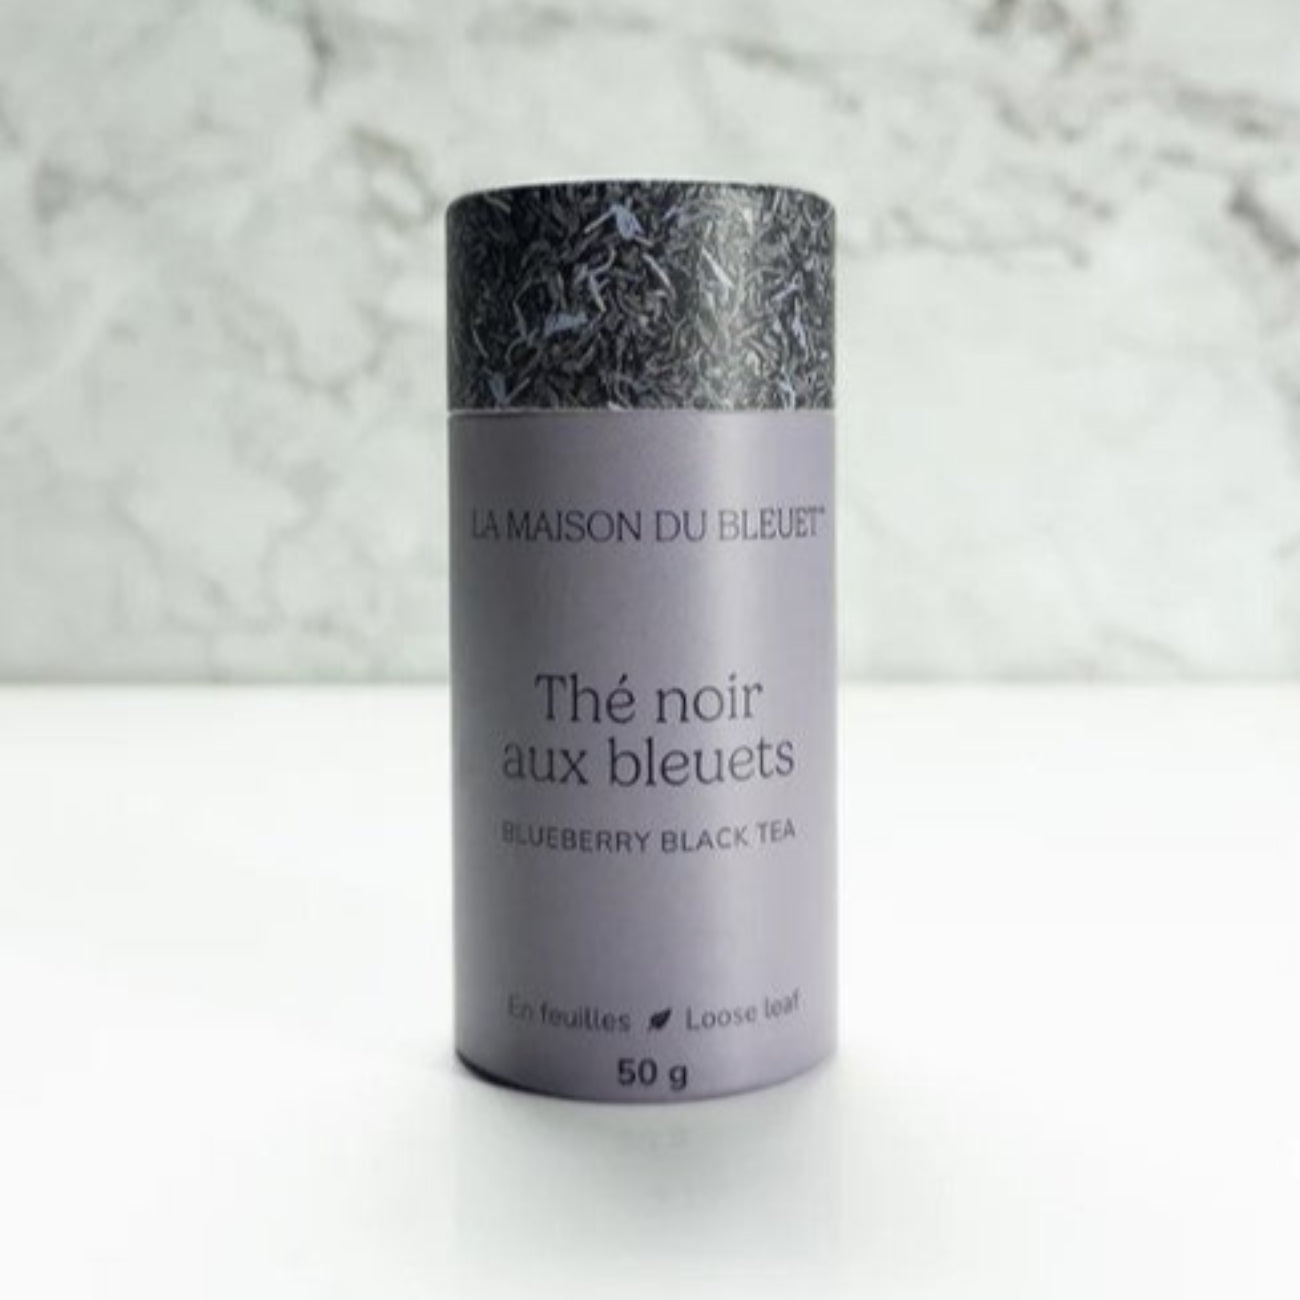 LA MAISON DU BLEUET
Thé noir
aux bleuets
BLUEBERRY BLACK TEA
En feuilles Loose leaf
50 g